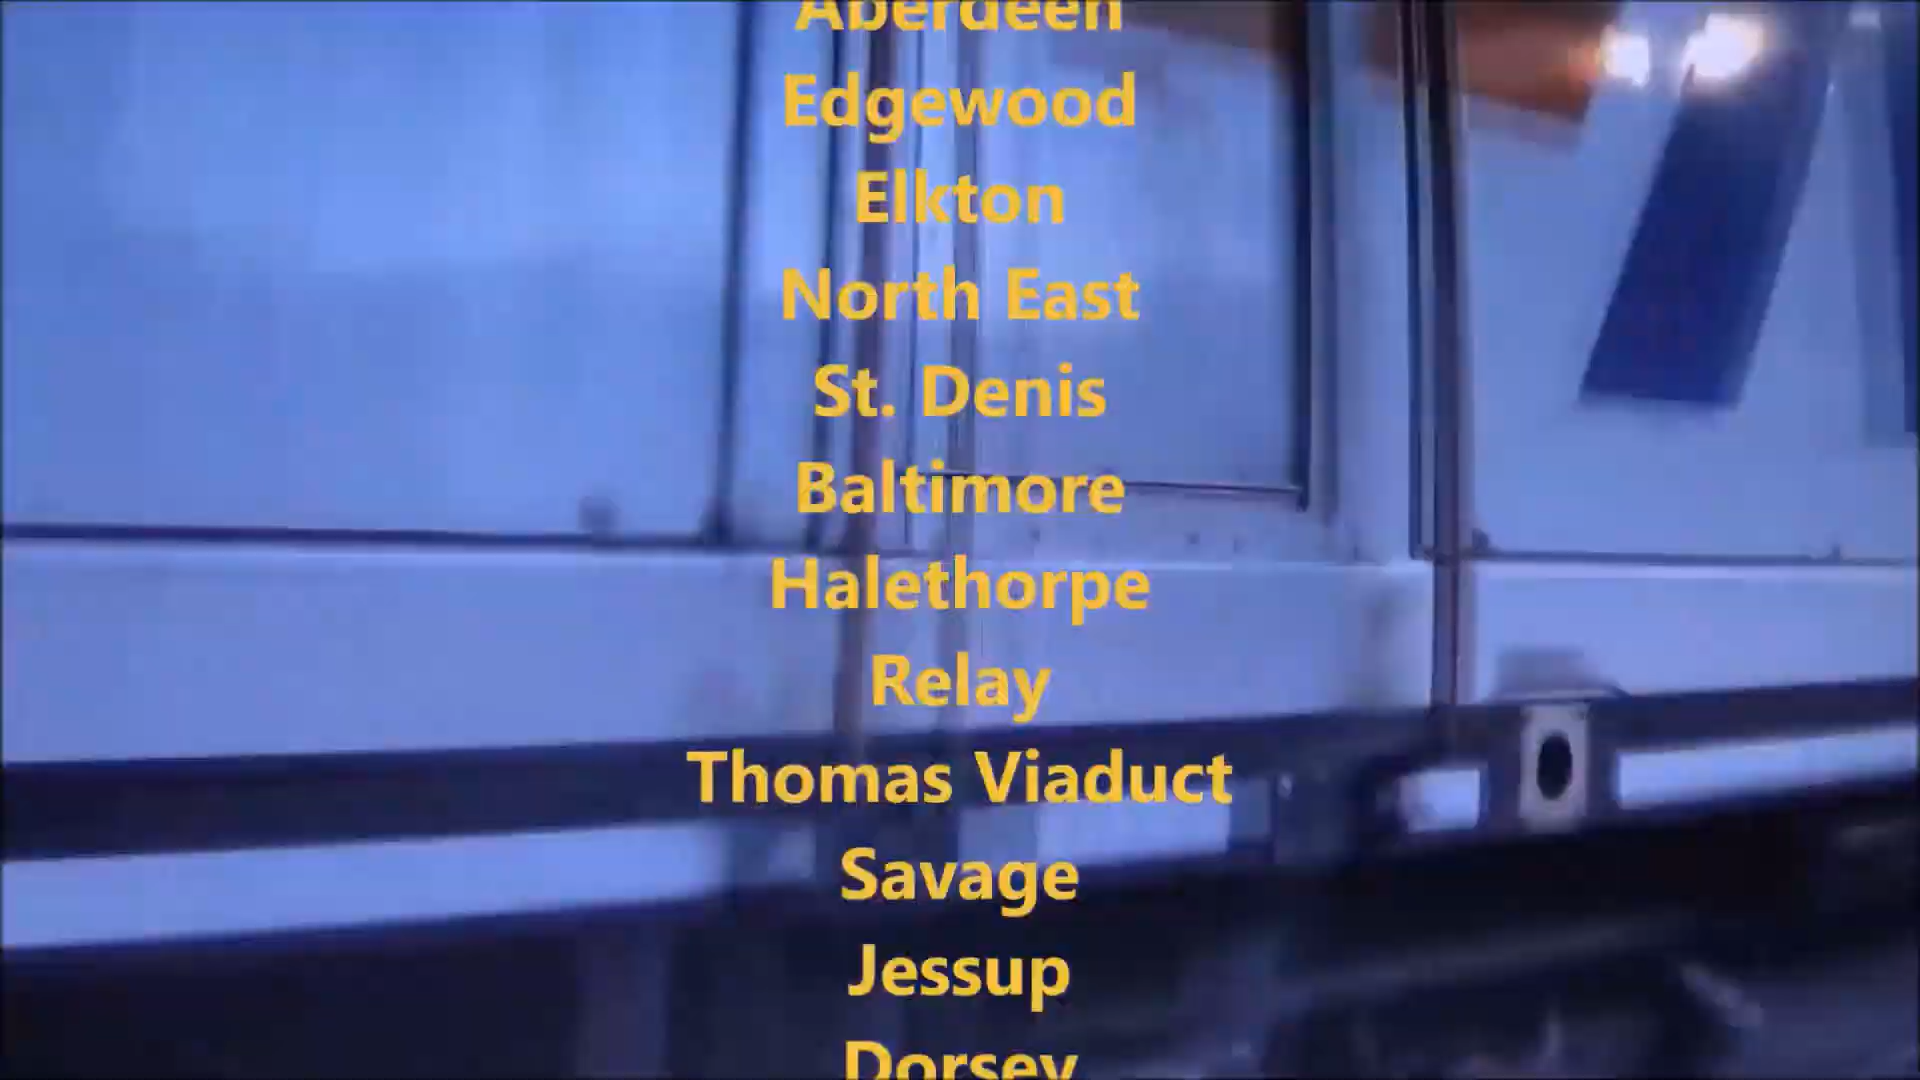 Aberdeen
Edgewood
Elkton
North East
St. Denis
Baltimore
Halethorpe
Relay
Thomas Viaduct
Savage
Jessup
Dorsey